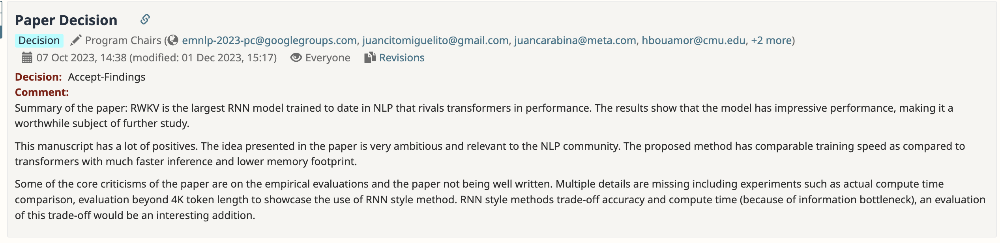 Paper Decision
Decision Program Chairs ( emnlp-2023-pc@googlegroups.com, juancitomiguelito@gmail.com, juancarabina@meta.com, hbouamor@cmu.edu, +2 more)
07 Oct 2023, 14:38 (modified: 01 Dec 2023, 15:17) Everyone Revisions
Decision: Accept-Findings
Comment:
Summary of the paper: RWKV is the largest RNN model trained to date in NLP that rivals transformers in performance. The results show that the model has impressive performance, making it a
worthwhile subject of further study.
This manuscript has a lot of positives. The idea presented in the paper is very ambitious and relevant to the NLP community. The proposed method has comparable training speed as compared to
transformers with much faster inference and lower memory footprint.
Some of the core criticisms of the paper are on the empirical evaluations and the paper not being well written. Multiple details are missing including experiments such as actual compute time
comparison, evaluation beyond 4K token length to showcase the use of RNN style method. RNN style methods trade-off accuracy and compute time (because of information bottleneck), an evaluation
of this trade-off would be an interesting addition.